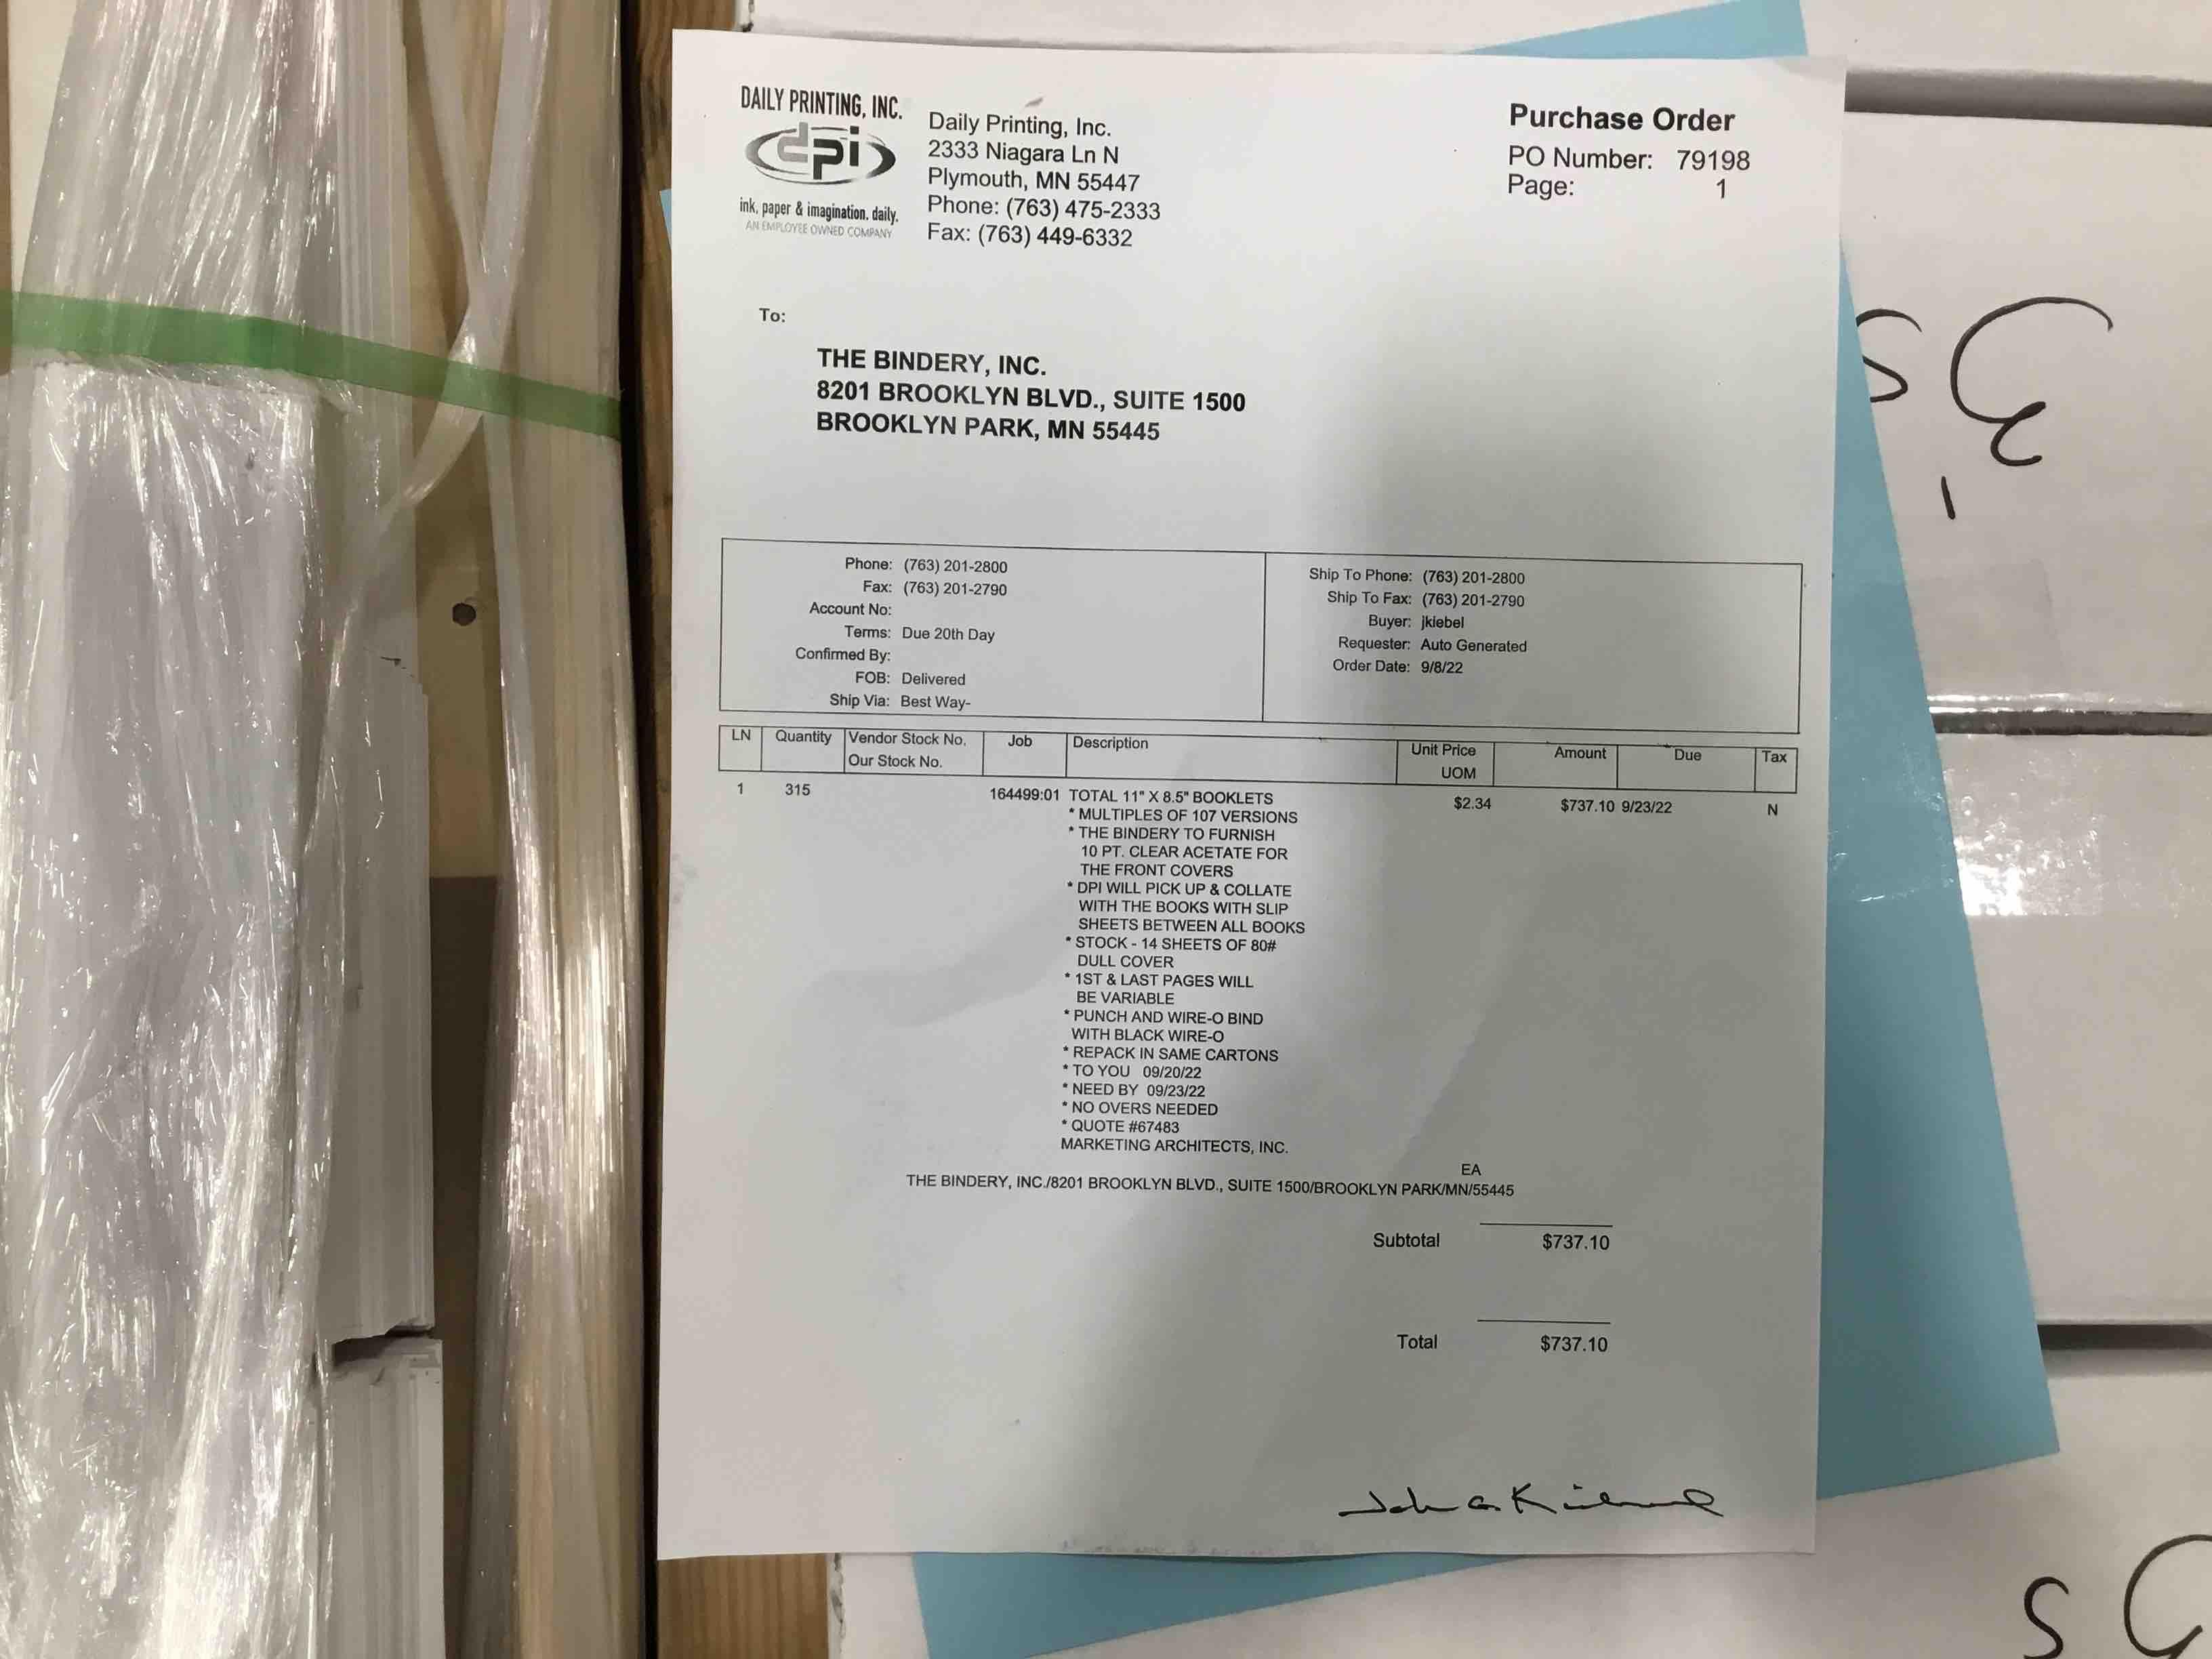 DAILY PRINTING, INC.
dpi
ink, paper & imagination. daily.
AN EMPLOYEE OWNED COMPANY
Daily Printing, Inc.
2333 Niagara Ln N
Plymouth, MN 55447
Phone: (763) 475-2333
Fax: (763) 449-6332
Purchase Order
PO Number: 79198
Page: 1
To:
THE BINDERY, INC.
8201 BROOKLYN BLVD., SUITE 1500
BROOKLYN PARK, MN 55445
Phone: (763) 201-2800
Fax: (763) 201-2790
Account No:
Terms: Due 20th Day
Confirmed By:
FOB: Delivered
Ship Via: Best Way-
Ship To Phone: (763) 201-2800
Ship To Fax: (763) 201-2790
Buyer: jkiebel
Requester: Auto Generated
Order Date: 9/8/22
LN Quantity Vendor Stock No. Job Description Unit Price Amount Due Tax
Our Stock No. UOM
1 315 164499:01 TOTAL 11" X 8.5" BOOKLETS $2.34 $737.10 9/23/22 N
* MULTIPLES OF 107 VERSIONS
* THE BINDERY TO FURNISH
10 PT. CLEAR ACETATE FOR
THE FRONT COVERS
* DPI WILL PICK UP & COLLATE
WITH THE BOOKS WITH SLIP
SHEETS BETWEEN ALL BOOKS
* STOCK - 14 SHEETS OF 80#
DULL COVER
* 1ST & LAST PAGES WILL
BE VARIABLE
* PUNCH AND WIRE-O BIND
WITH BLACK WIRE-O
* REPACK IN SAME CARTONS
* TO YOU 09/20/22
* NEED BY 09/23/22
* NO OVERS NEEDED
* QUOTE #67483
MARKETING ARCHITECTS, INC.
EA
THE BINDERY, INC./8201 BROOKLYN BLVD., SUITE 1500/BROOKLYN PARK/MN/55445
Subtotal $737.10
Total $737.10